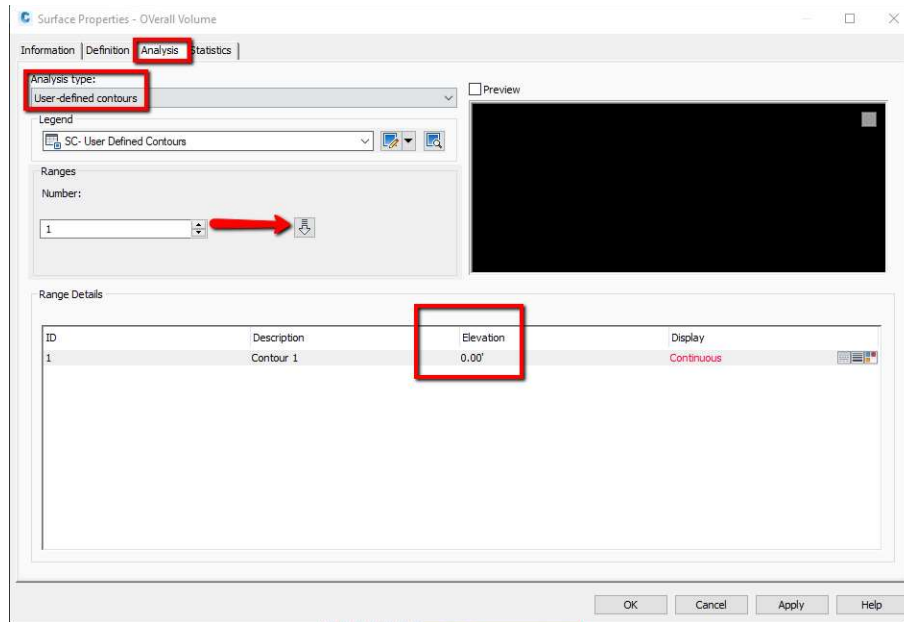 Surface Properties - OVerall Volume
Information Definition Analysis Statistics
Analysis type:
User-defined contours
Preview
Legend
SC- User Defined Contours
Ranges
Number:
1
Range Details
ID Description Elevation Display
1 Contour 1 0.00' Continuous
OK Cancel Apply Help